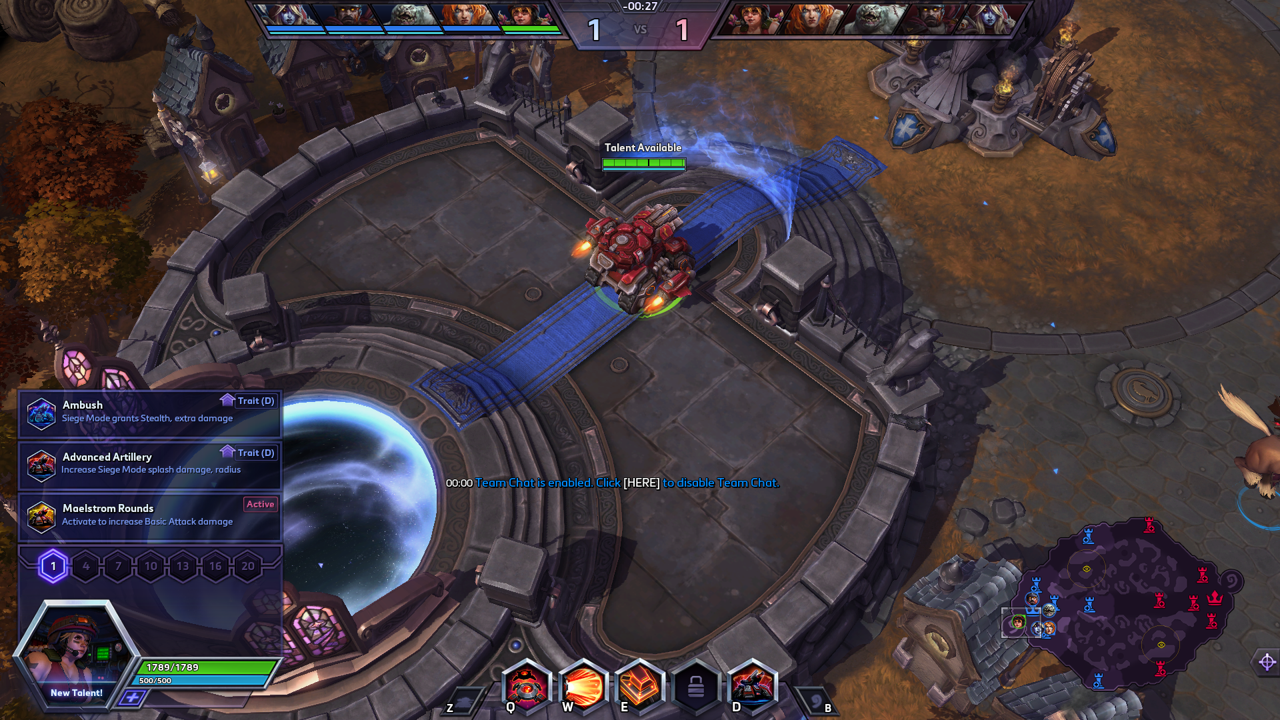 -00:27
1 VS 1
Talent Available
Ambush
Trait (D)
Siege Mode grants Stealth, extra damage
Advanced Artillery
Trait (D)
Increase Siege Mode splash damage, radius
00:00 Team Chat is enabled. Click [HERE] to disable Team Chat.
Maelstrom Rounds
Active
Activate to increase Basic Attack damage
1 4 7 10 13 16 20
1789/1789
500/500
New Talent!
Z Q W E D B